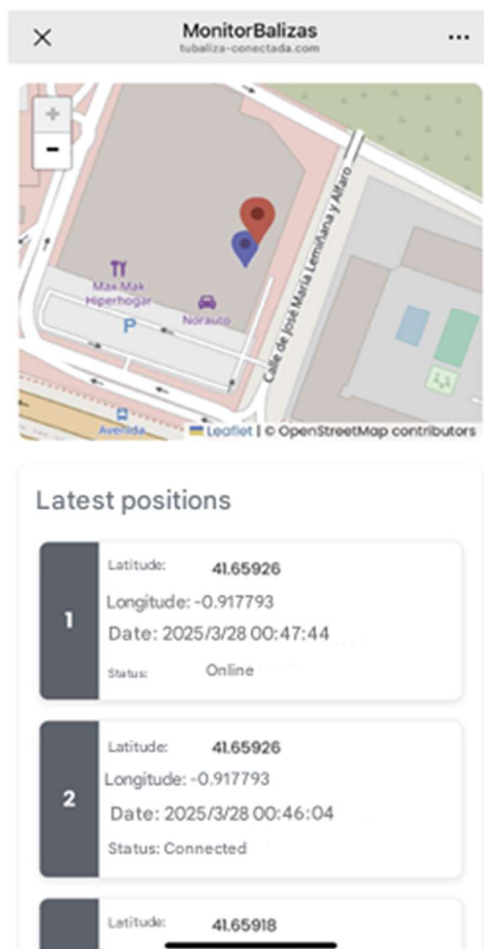 MonitorBalizas
tubaliza-conectada.com
+
-
Calle de José María Lemiñana y Alfaro
Max Mak
Hiperhogar
Norauto
P
Avenida
Leaflet | © OpenStreetMap contributors
Latest positions
1
Latitude: 41.65926
Longitude: -0.917793
Date: 2025/3/28 00:47:44
Status: Online
2
Latitude: 41.65926
Longitude: -0.917793
Date: 2025/3/28 00:46:04
Status: Connected
Latitude: 41.65918